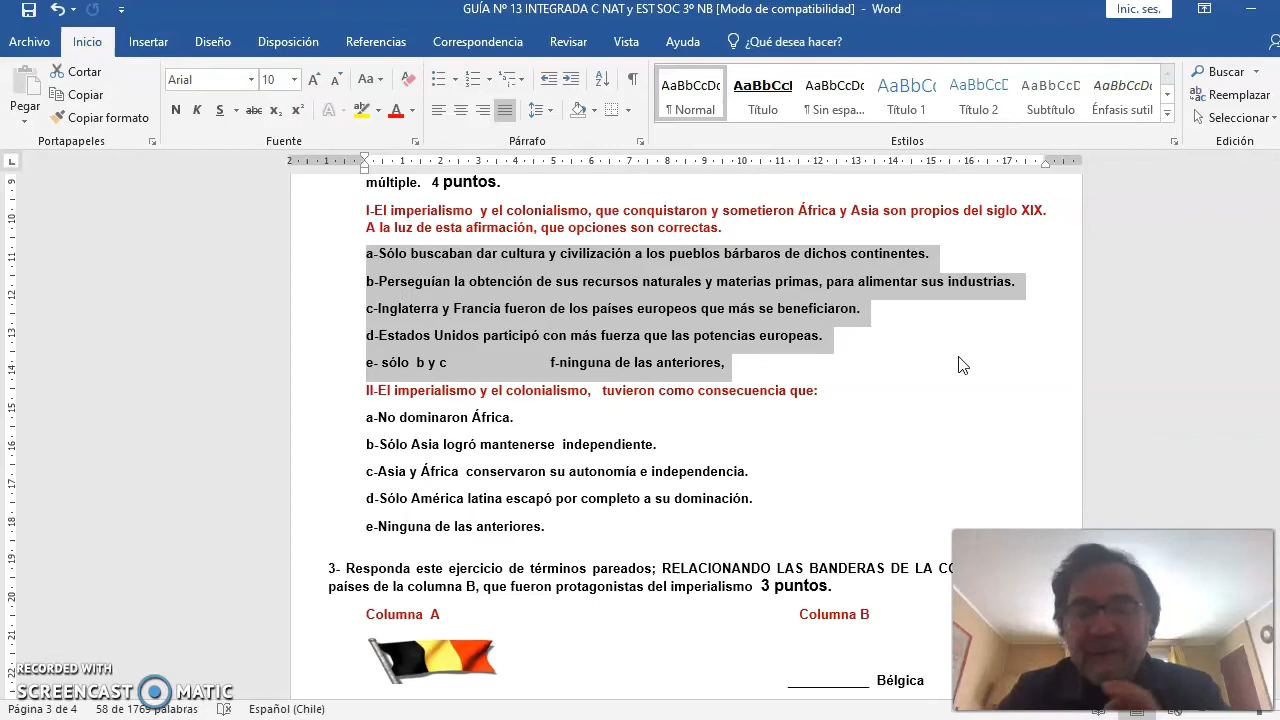 GUÍA Nº 13 INTEGRADA C NAT y EST SOC 3º NB [Modo de compatibilidad] - Word
Inic. ses.
Archivo Inicio Insertar Diseño Disposición Referencias Correspondencia Revisar Vista Ayuda ¿Qué desea hacer?
Pegar
Cortar
Copiar
Copiar formato
Portapapeles
Arial 10
N K S abc x₂ x²
Fuente
Párrafo
AaBbCcDc AaBbCcI AaBbCcDc AaBbCc AaBbCcD AaBbCcDc AaBbCcDc
¶ Normal Título ¶ Sin espa... Título 1 Título 2 Subtítulo Énfasis sutil
Estilos
Buscar
Reemplazar
Seleccionar
Edición
múltiple. 4 puntos.
I-El imperialismo y el colonialismo, que conquistaron y sometieron África y Asia son propios del siglo XIX.
A la luz de esta afirmación, que opciones son correctas.
a-Sólo buscaban dar cultura y civilización a los pueblos bárbaros de dichos continentes.
b-Perseguían la obtención de sus recursos naturales y materias primas, para alimentar sus industrias.
c-Inglaterra y Francia fueron de los países europeos que más se beneficiaron.
d-Estados Unidos participó con más fuerza que las potencias europeas.
e- sólo b y c f-ninguna de las anteriores,
II-El imperialismo y el colonialismo, tuvieron como consecuencia que:
a-No dominaron África.
b-Sólo Asia logró mantenerse independiente.
c-Asia y África conservaron su autonomía e independencia.
d-Sólo América latina escapó por completo a su dominación.
e-Ninguna de las anteriores.
3- Responda este ejercicio de términos pareados; RELACIONANDO LAS BANDERAS DE LA CO
países de la columna B, que fueron protagonistas del imperialismo 3 puntos.
Columna A Columna B
__________ Bélgica
RECORDED WITH
SCREENCAST MATIC
Página 3 de 4 58 de 1769 palabras Español (Chile)